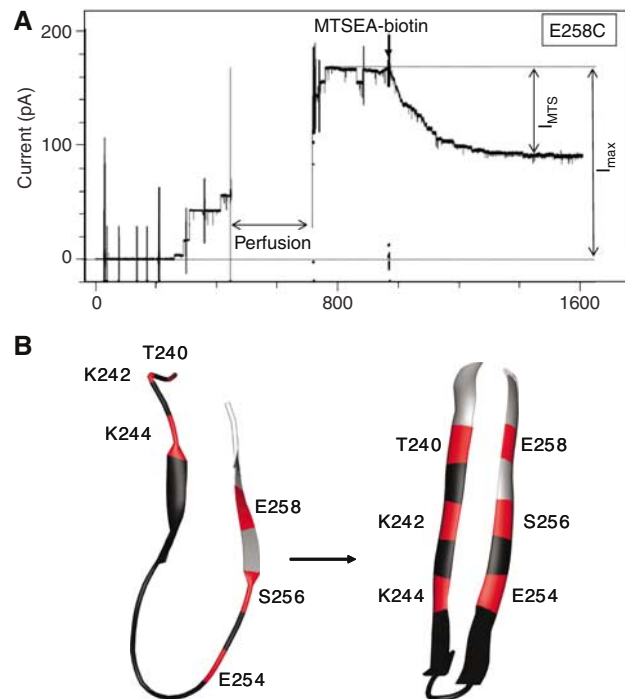 A
MTSEA-biotin
E258C
Current (pA)
200
100
0
Perfusion
I_MTS
I_max
0 800 1600
B
T240
K242
K244
E258
S256
E254
T240
K242
K244
E258
S256
E254